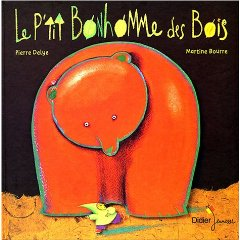 Le P'tit Bonhomme des Bois
Pierre Delye
Martine Bourre
Didier Jeunesse